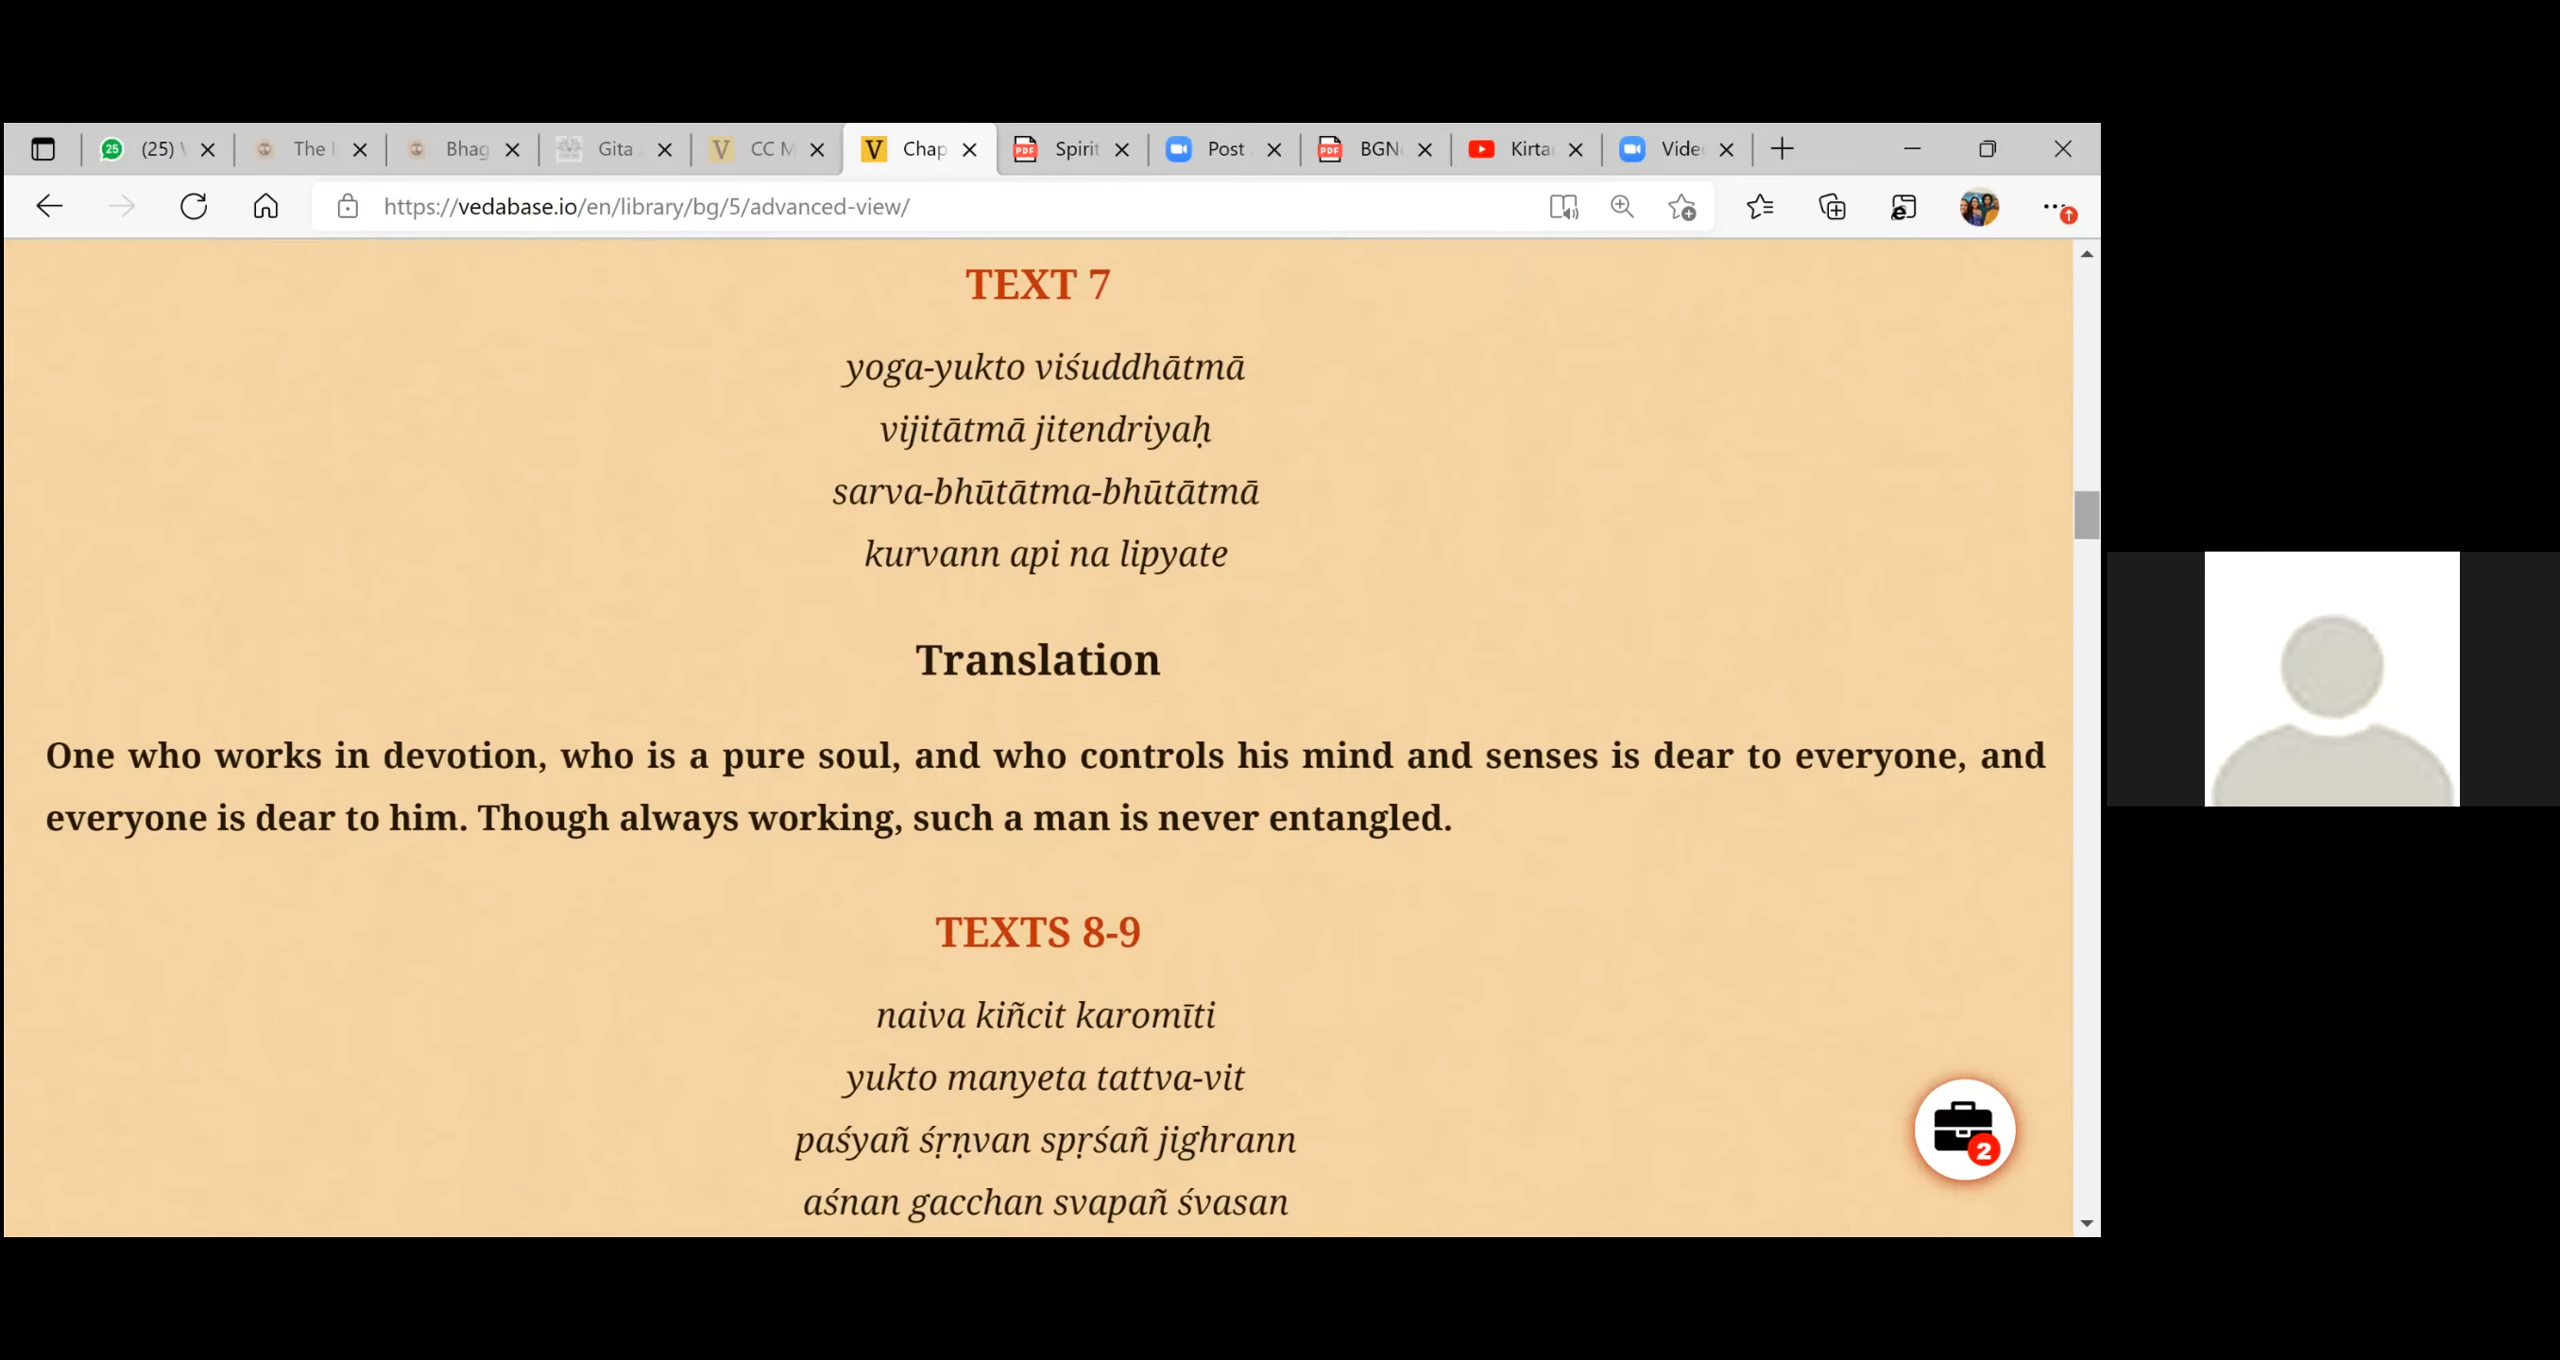 25 (25) The Bhag Gita CC M Chap PDF Spirit Post PDF BGN Kirta Vide
https://vedabase.io/en/library/bg/5/advanced-view/
TEXT 7
yoga-yukto viśuddhātmā
vijitātmā jitendriyaḥ
sarva-bhūtātma-bhūtātmā
kurvann api na lipyate
Translation
One who works in devotion, who is a pure soul, and who controls his mind and senses is dear to everyone, and
everyone is dear to him. Though always working, such a man is never entangled.
TEXTS 8-9
naiva kiñcit karomīti
yukto manyeta tattva-vit
paśyañ śṛṇvan spṛśañ jighrann
aśnan gacchan svapañ śvasan
2